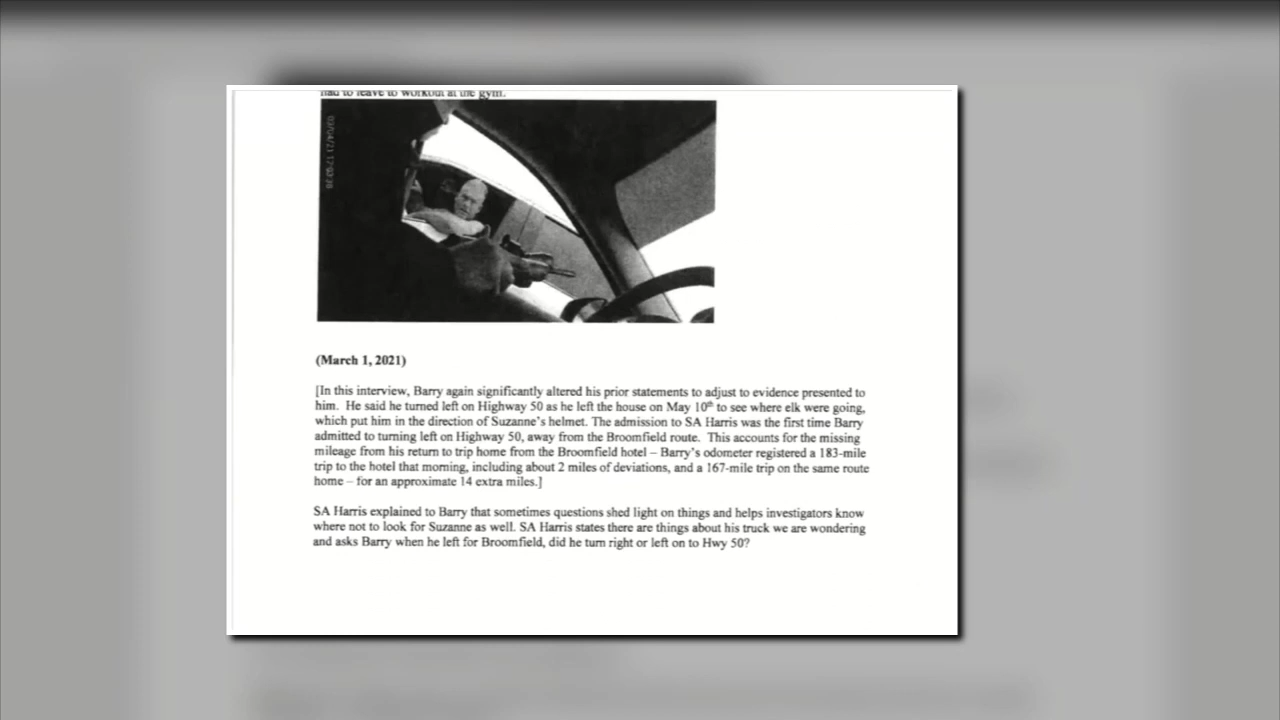 had to leave to workout at the gym.
03/04/21 17:03:38
(March 1, 2021)
[In this interview, Barry again significantly altered his prior statements to adjust to evidence presented to
him. He said he turned left on Highway 50 as he left the house on May 10th to see where elk were going,
which put him in the direction of Suzanne's helmet. The admission to SA Harris was the first time Barry
admitted to turning left on Highway 50, away from the Broomfield route. This accounts for the missing
mileage from his return to trip home from the Broomfield hotel – Barry's odometer registered a 183-mile
trip to the hotel that morning, including about 2 miles of deviations, and a 167-mile trip on the same route
home – for an approximate 14 extra miles.]
SA Harris explained to Barry that sometimes questions shed light on things and helps investigators know
where not to look for Suzanne as well. SA Harris states there are things about his truck we are wondering
and asks Barry when he left for Broomfield, did he turn right or left on to Hwy 50?